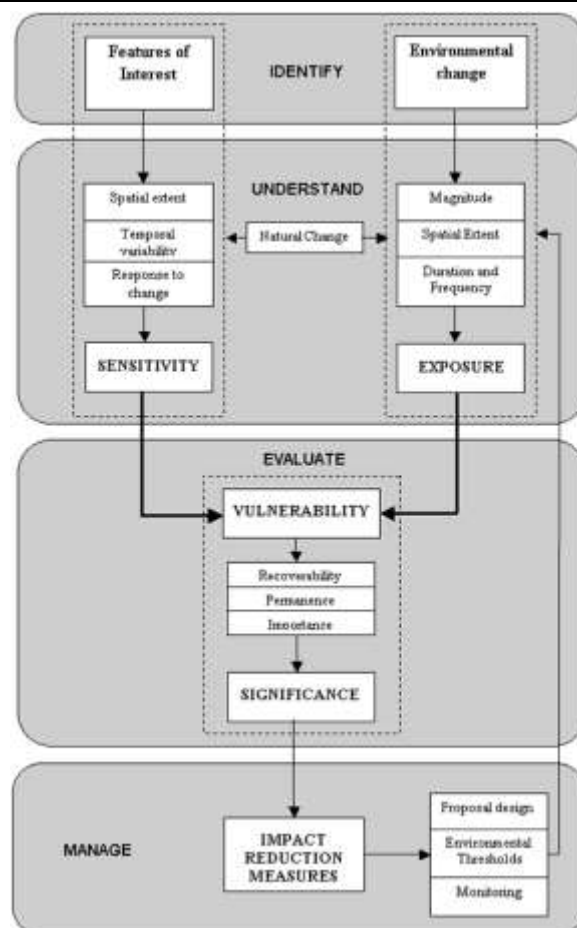 Features of
Interest
IDENTIFY
Environmental
change
UNDERSTAND
Spatial extent
Temporal
variability
Response to
change
Natural Change
Magnitude
Spatial Extent
Duration and
Frequency
SENSITIVITY
EXPOSURE
EVALUATE
VULNERABILITY
Recoverability
Permanence
Importance
SIGNIFICANCE
MANAGE
IMPACT
REDUCTION
MEASURES
Proposal design
Environmental
Thresholds
Monitoring